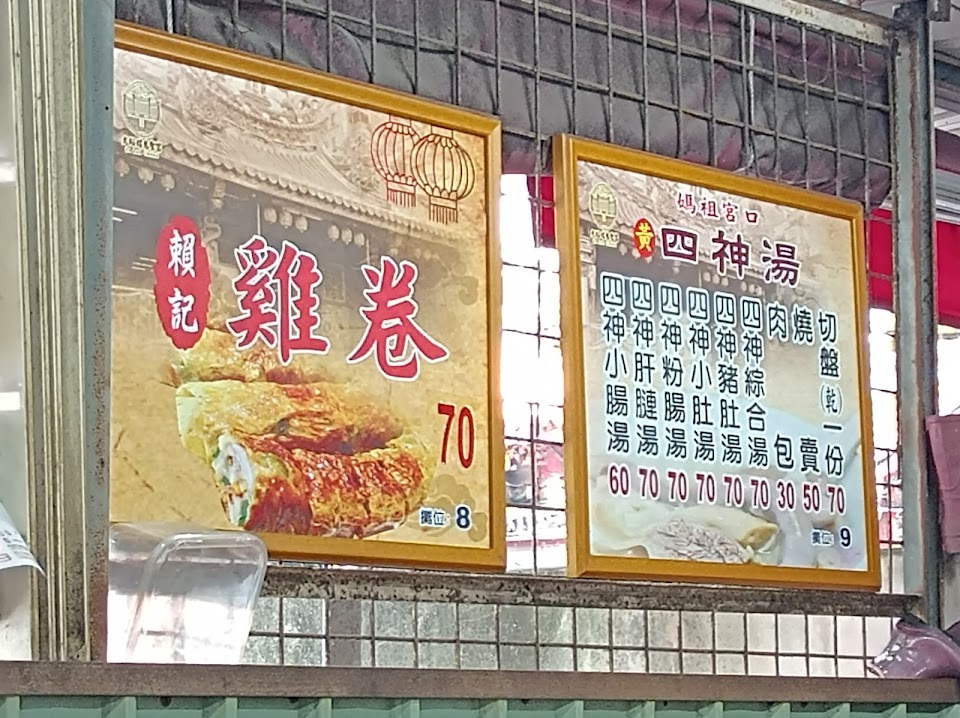 賴記
雞卷
70
攤位 8
媽祖宮口
黃 四神湯
四神小腸湯 60
四神肝腱湯 70
四神粉腸湯 70
四神小肚湯 70
四神豬肚湯 70
四神綜合湯 70
肉包 30
燒賣 50
切盤(乾)一份 70
攤位 9